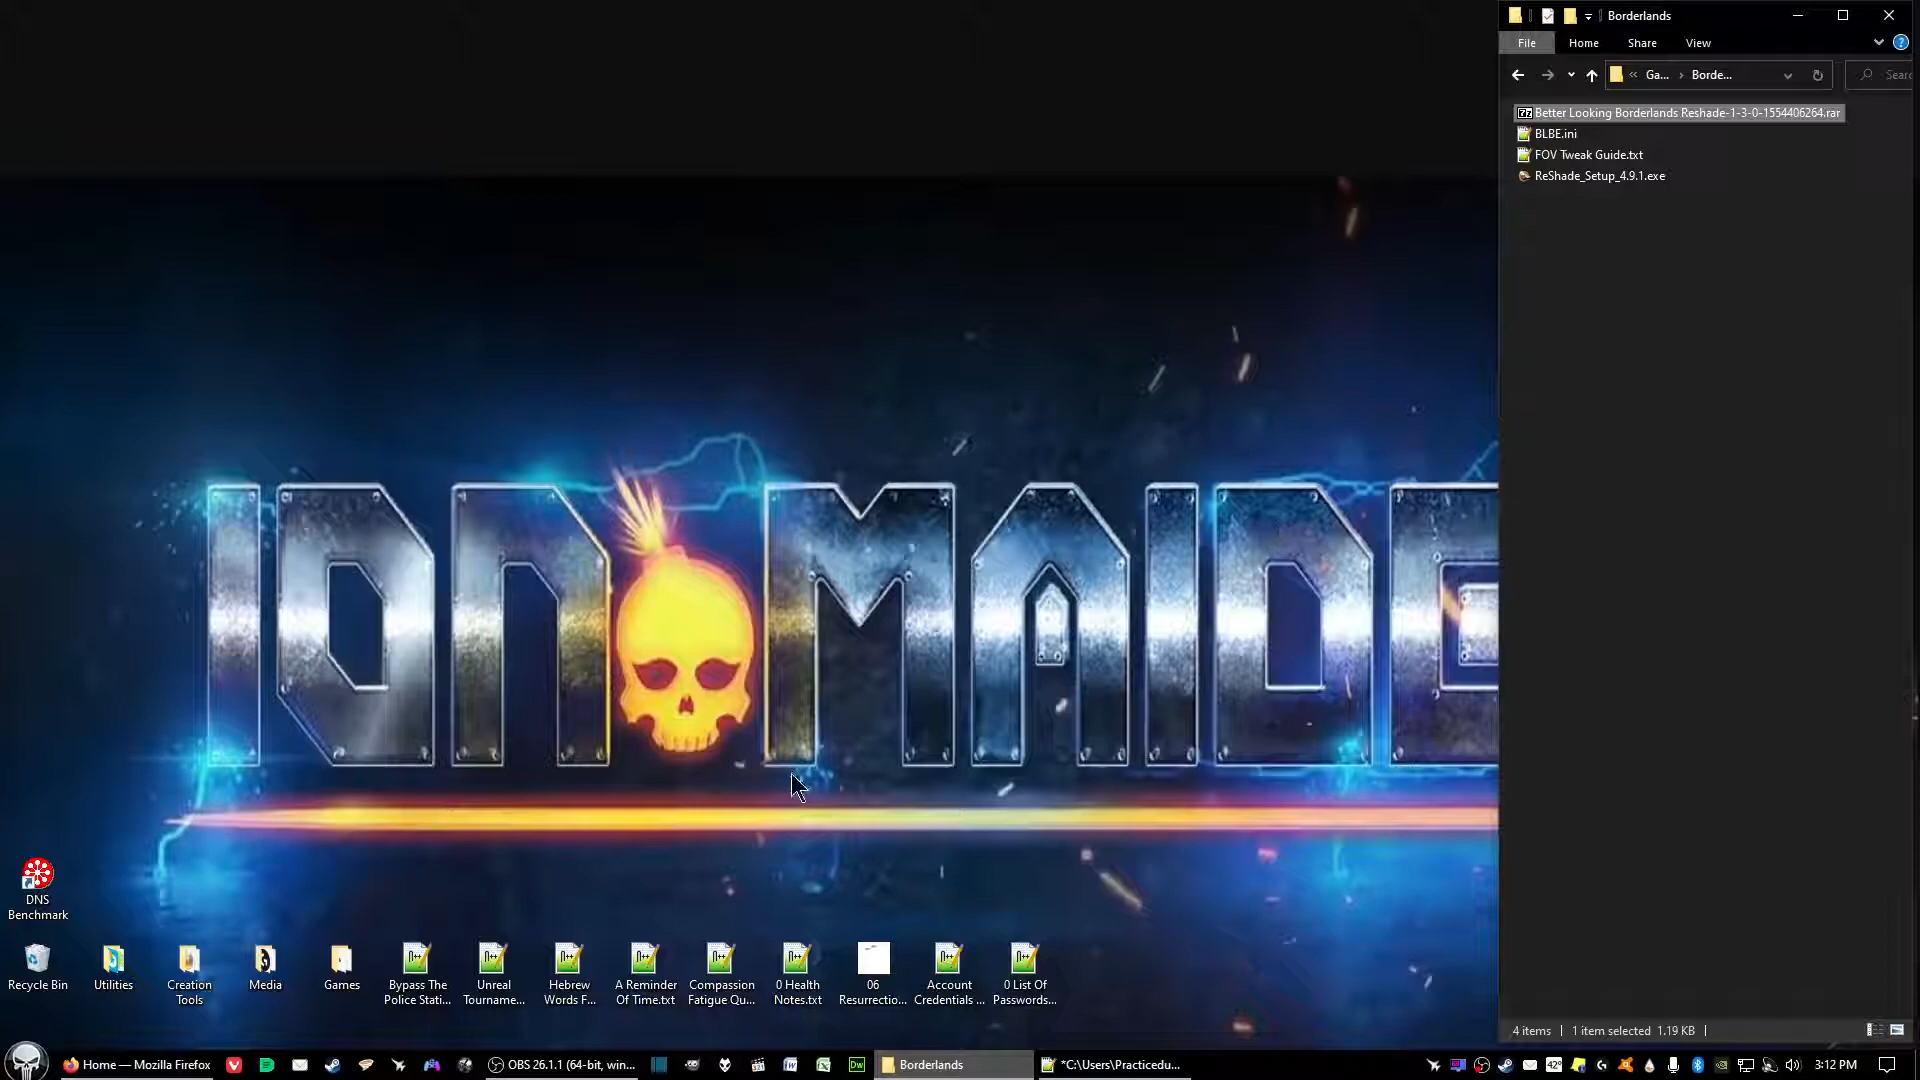 Borderlands
File
Home
Share
View
Ga...
Borde...
Better Looking Borderlands Reshade-1-3-0-1554406264.rar
BLBE.ini
FOV Tweak Guide.txt
ReShade_Setup_4.9.1.exe
ION MAIDE
DNS
Benchmark
Recycle Bin
Utilities
Creation
Tools
Media
Games
Bypass The
Police Stati...
Unreal
Tourname...
Hebrew
Words F...
A Reminder
Of Time.txt
Compassion
Fatigue Qu...
0 Health
Notes.txt
06
Resurrectio...
Account
Credentials ...
0 List Of
Passwords...
4 items
1 item selected 1.19 KB
Home — Mozilla Firefox
OBS 26.1.1 (64-bit, win...
Borderlands
*C:\Users\Practicedu...
42°
3:12 PM